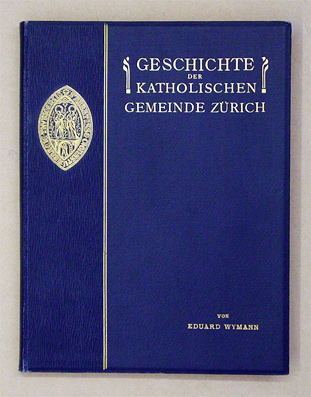 GESCHICHTE
DER
KATHOLISCHEN
GEMEINDE ZÜRICH
VON
EDUARD WYMANN